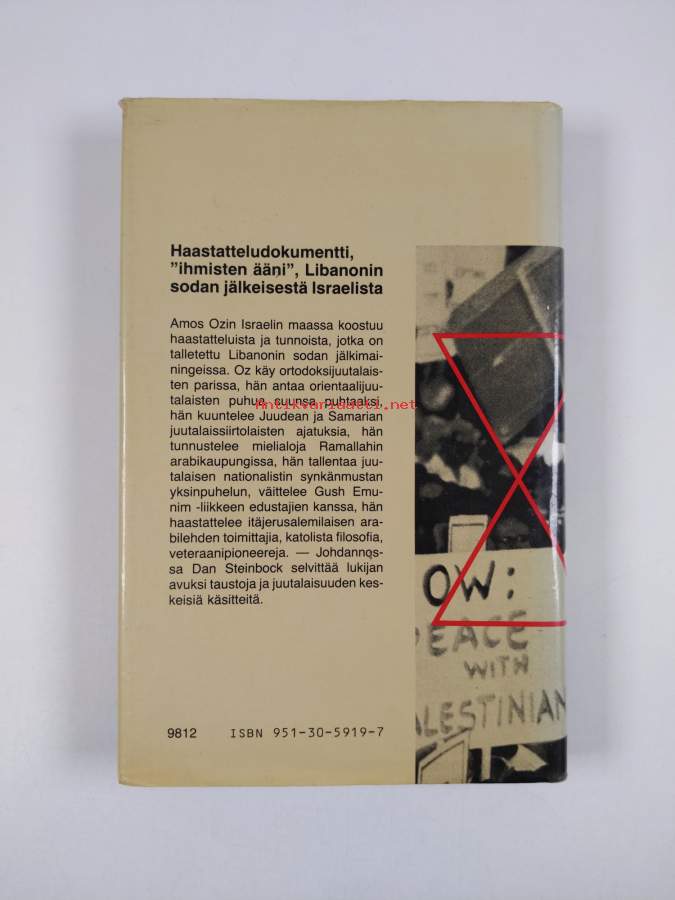 Haastatteludokumentti,
”ihmisten ääni”, Libanonin
sodan jälkeisestä Israelista
Amos Ozin Israelin maassa koostuu
haastatteluista ja tunnoista, jotka on
talletettu Libanonin sodan jälkimai-
ningeissa. Oz käy ortodoksijuutalais-
ten parissa, hän antaa orientaalijuu-
talaisten puhua suunsa puhtaaksi,
Antikvariaatti.net
hän kuuntelee Juudean ja Samarian
juutalaissiirtolaisten ajatuksia, hän
tunnustelee mielialoja Ramallahin
arabikaupungissa, hän tallentaa juu-
talaisen nationalistin synkänmustan
yksinpuhelun, väittelee Gush Emu-
nim -liikkeen edustajien kanssa, hän
haastattelee itäjerusalemilaisen ara-
bilehden toimittajia, katolista filosofia,
veteraanipioneereja. — Johdannos-
sa Dan Steinbock selvittää lukijan
avuksi taustoja ja juutalaisuuden kes-
keisiä käsitteitä.
OW:
PEACE
WITH
ALESTINIAN
9812 ISBN 951-30-5919-7